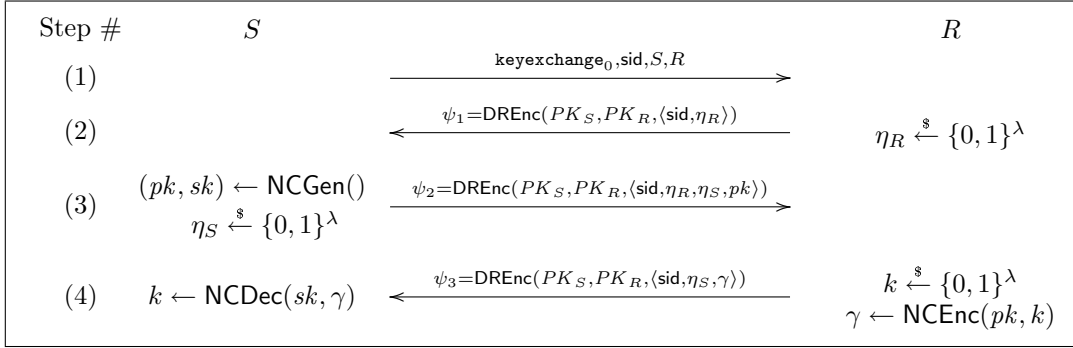 Step # S R
(1) keyexchange₀,sid,S,R
(2) ψ₁=DREnc(PK_S,PK_R,⟨sid,η_R⟩) η_R ←$ {0,1}^λ
(3) (pk, sk) ← NCGen() ψ₂=DREnc(PK_S,PK_R,⟨sid,η_R,η_S,pk⟩)
η_S ←$ {0,1}^λ
(4) k ← NCDec(sk, γ) ψ₃=DREnc(PK_S,PK_R,⟨sid,η_S,γ⟩) k ←$ {0,1}^λ
γ ← NCEnc(pk, k)